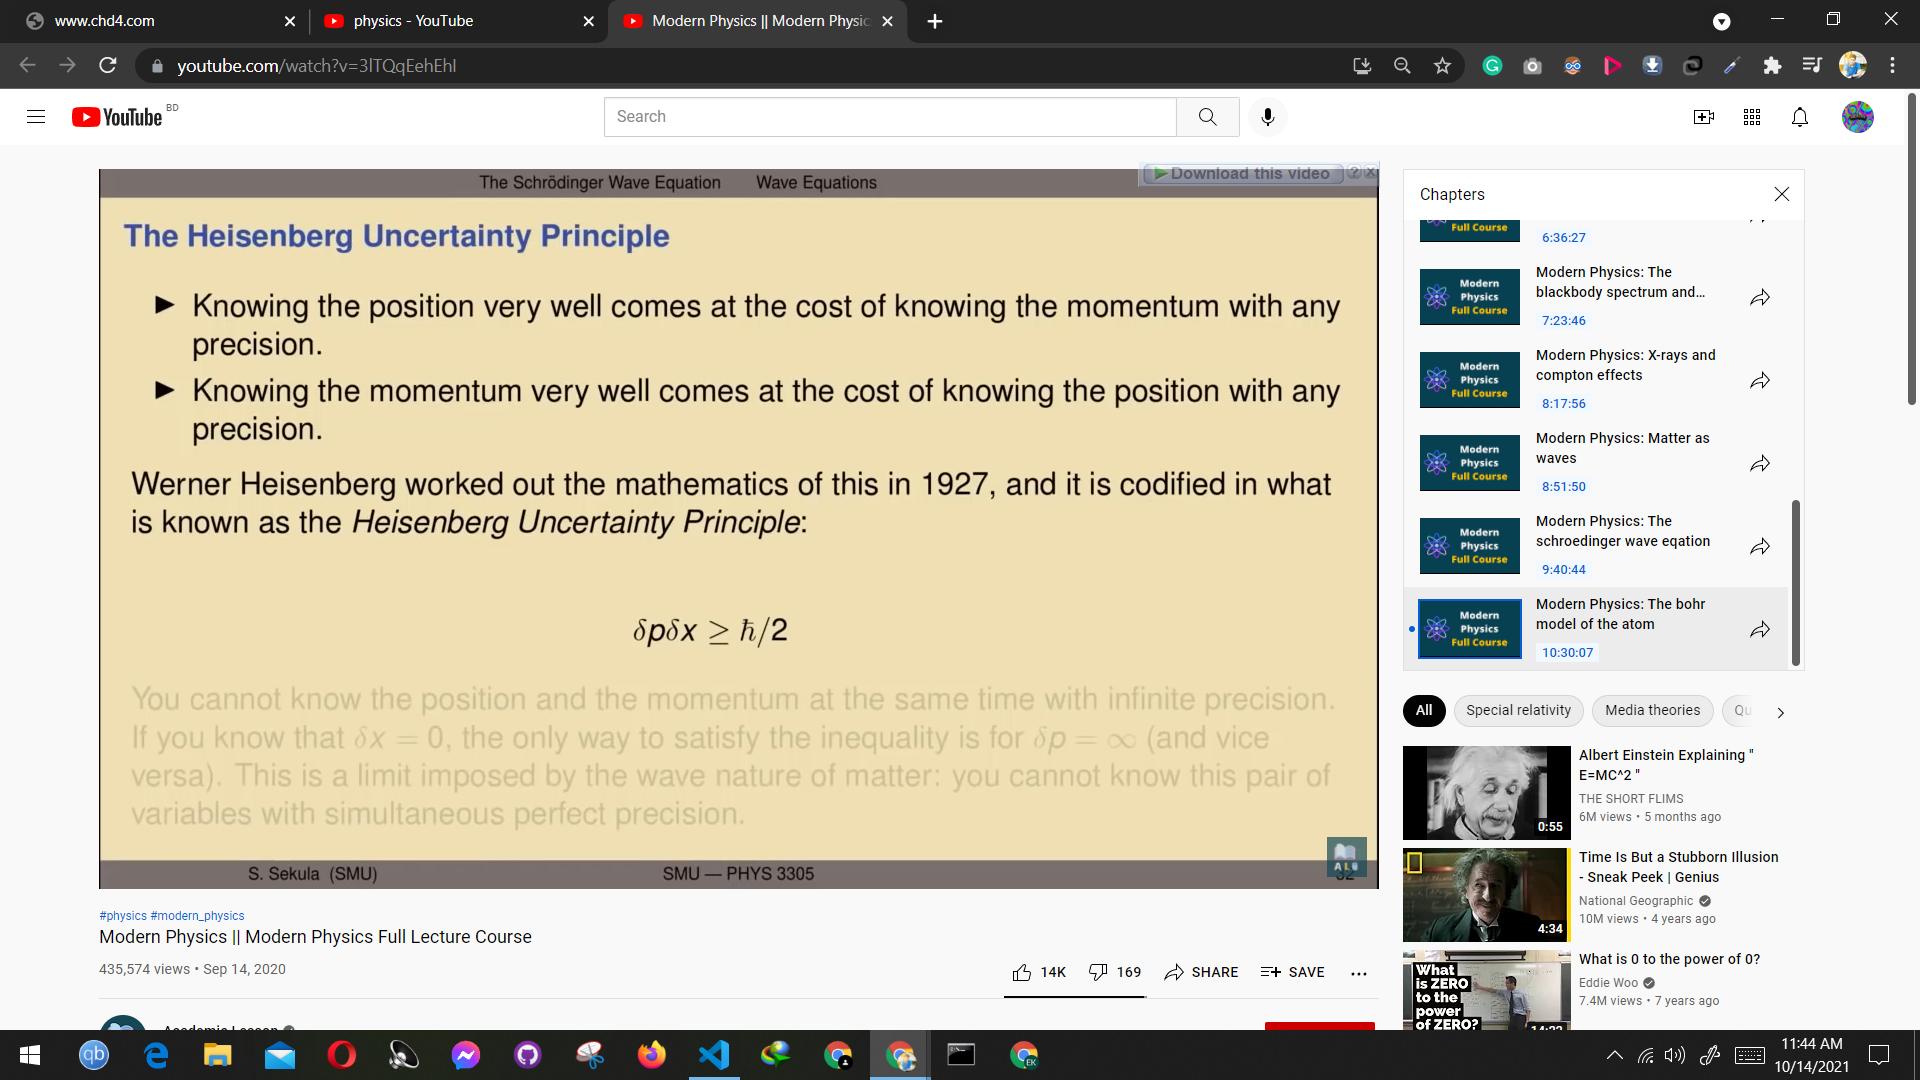 www.chd4.com
physics - YouTube
Modern Physics || Modern Physic
youtube.com/watch?v=3lTQqEehEhI
YouTube BD
Search
The Schrödinger Wave Equation Wave Equations
Download this video
The Heisenberg Uncertainty Principle
► Knowing the position very well comes at the cost of knowing the momentum with any
precision.
► Knowing the momentum very well comes at the cost of knowing the position with any
precision.
Werner Heisenberg worked out the mathematics of this in 1927, and it is codified in what
is known as the Heisenberg Uncertainty Principle:
δpδx ≥ ħ/2
You cannot know the position and the momentum at the same time with infinite precision.
If you know that δx = 0, the only way to satisfy the inequality is for δp = ∞ (and vice
versa). This is a limit imposed by the wave nature of matter: you cannot know this pair of
variables with simultaneous perfect precision.
S. Sekula (SMU) SMU — PHYS 3305 32
#physics #modern_physics
Modern Physics || Modern Physics Full Lecture Course
435,574 views • Sep 14, 2020
14K 169 SHARE SAVE
Chapters
Full Course
6:36:27
Modern
Physics
Full Course
Modern Physics: The
blackbody spectrum and...
7:23:46
Modern
Physics
Full Course
Modern Physics: X-rays and
compton effects
8:17:56
Modern
Physics
Full Course
Modern Physics: Matter as
waves
8:51:50
Modern
Physics
Full Course
Modern Physics: The
schroedinger wave eqation
9:40:44
Modern
Physics
Full Course
Modern Physics: The bohr
model of the atom
10:30:07
All Special relativity Media theories Qu
0:55
Albert Einstein Explaining "
E=MC^2 "
THE SHORT FLIMS
6M views • 5 months ago
4:34
Time Is But a Stubborn Illusion
- Sneak Peek | Genius
National Geographic
10M views • 4 years ago
What
is ZERO
to the
power
of ZERO?
What is 0 to the power of 0?
Eddie Woo
7.4M views • 7 years ago
qb
EK
11:44 AM
10/14/2021